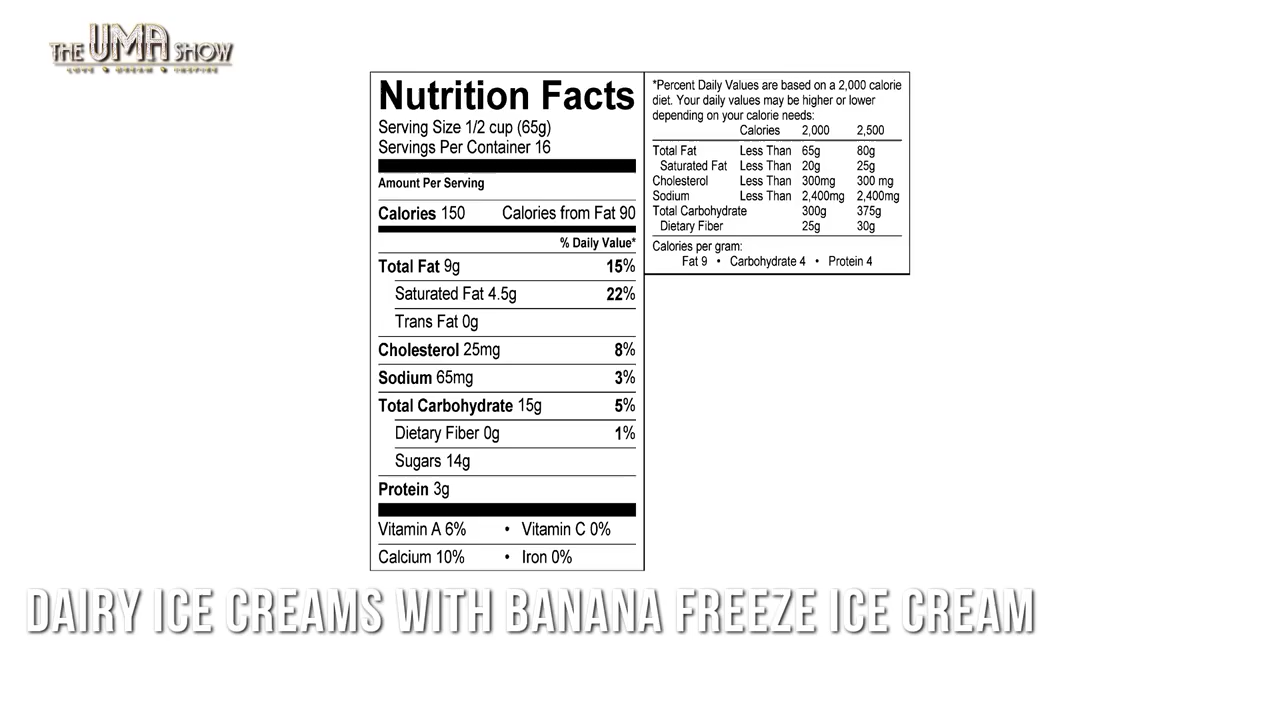 THE UMA SHOW
LOVE • DREAM • INSPIRE
Nutrition Facts
Serving Size 1/2 cup (65g)
Servings Per Container 16
Amount Per Serving
Calories 150 Calories from Fat 90
% Daily Value*
Total Fat 9g 15%
Saturated Fat 4.5g 22%
Trans Fat 0g
Cholesterol 25mg 8%
Sodium 65mg 3%
Total Carbohydrate 15g 5%
Dietary Fiber 0g 1%
Sugars 14g
Protein 3g
Vitamin A 6% • Vitamin C 0%
Calcium 10% • Iron 0%
*Percent Daily Values are based on a 2,000 calorie
diet. Your daily values may be higher or lower
depending on your calorie needs:
Calories 2,000 2,500
Total Fat Less Than 65g 80g
Saturated Fat Less Than 20g 25g
Cholesterol Less Than 300mg 300 mg
Sodium Less Than 2,400mg 2,400mg
Total Carbohydrate 300g 375g
Dietary Fiber 25g 30g
Calories per gram:
Fat 9 • Carbohydrate 4 • Protein 4
DAIRY ICE CREAMS WITH BANANA FREEZE ICE CREAM